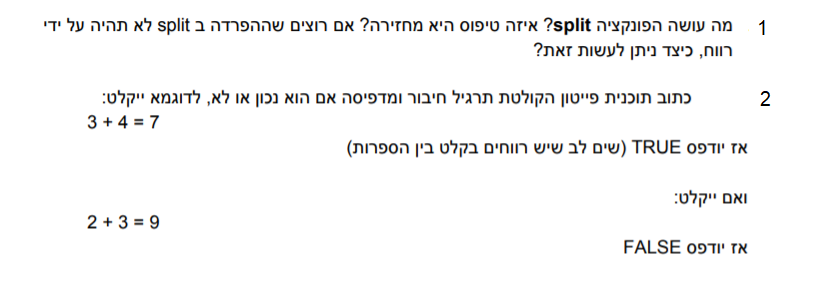 1 מה עושה הפונקציה split? איזה טיפוס היא מחזירה? אם רוצים שההפרדה ב split לא תהיה על ידי
רווח, כיצד ניתן לעשות זאת?
2 כתוב תוכנית פייטון הקולטת תרגיל חיבור ומדפיסה אם הוא נכון או לא, לדוגמא ייקלט:
3 + 4 = 7
אז יודפס TRUE (שים לב שיש רווחים בקלט בין הספרות)
ואם ייקלט:
2 + 3 = 9
אז יודפס FALSE